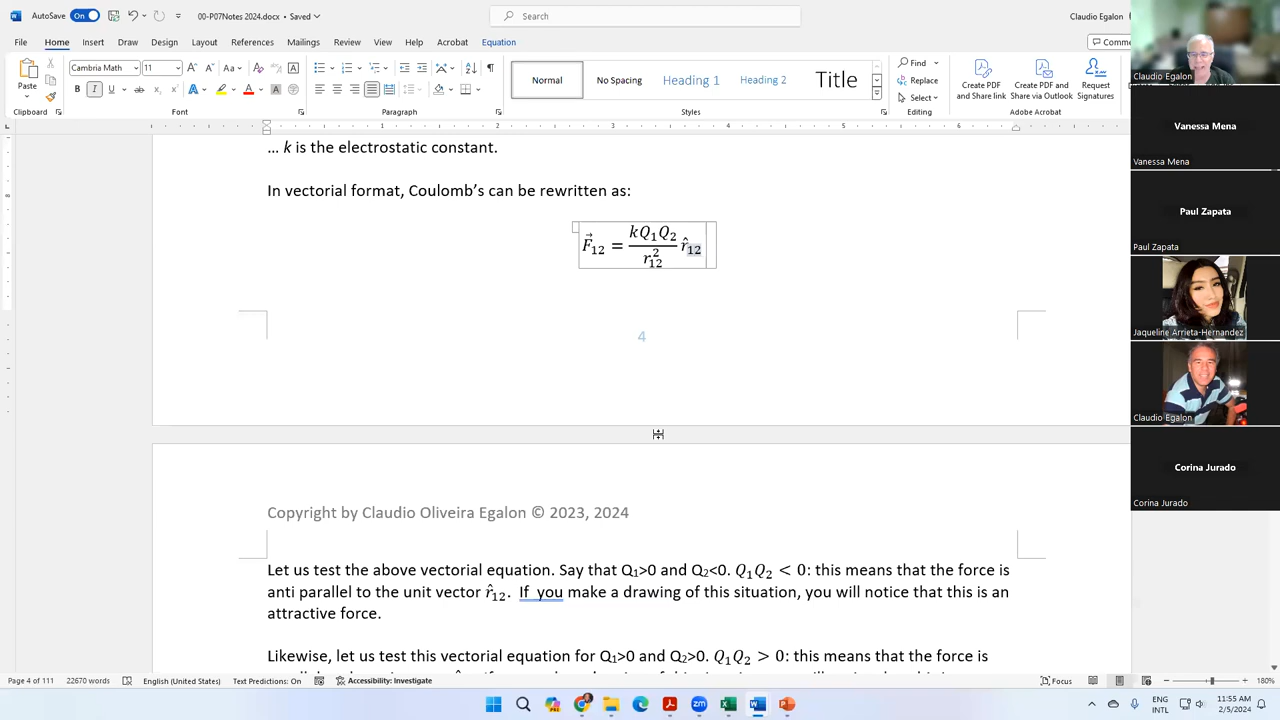 AutoSave On 00-P07Notes 2024.docx • Saved Search Claudio Egalon
File Home Insert Draw Design Layout References Mailings Review View Help Acrobat Equation Comme
Paste Cambria Math 11 Normal No Spacing Heading 1 Heading 2 Title Find Replace Select Create PDF and Share link Create PDF and Share via Outlook Request Signatures
Clipboard Font Paragraph Styles Editing Adobe Acrobat
... k is the electrostatic constant.
In vectorial format, Coulomb's can be rewritten as:
F⃗₁₂ = kQ₁Q₂ / r₁₂² r̂₁₂
4
Copyright by Claudio Oliveira Egalon © 2023, 2024
Let us test the above vectorial equation. Say that Q₁>0 and Q₂<0. Q₁Q₂ < 0: this means that the force is
anti parallel to the unit vector r̂₁₂. If you make a drawing of this situation, you will notice that this is an
attractive force.
Likewise, let us test this vectorial equation for Q₁>0 and Q₂>0. Q₁Q₂ > 0: this means that the force is
Claudio Egalon
Vanessa Mena
Vanessa Mena
Paul Zapata
Paul Zapata
Jaqueline Arrieta-Hernandez
Claudio Egalon
Corina Jurado
Corina Jurado
Page 4 of 111 22670 words English (United States) Text Predictions: On Accessibility: Investigate Focus 180%
ENG INTL 11:55 AM 2/5/2024